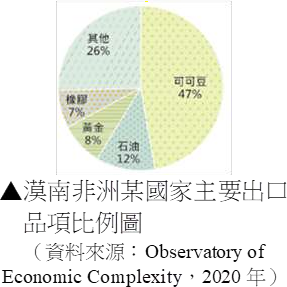 其他
26%
可可豆
47%
橡膠
7%
黃金
8%
石油
12%
▲漠南非洲某國家主要出口
品項比例圖
（資料來源：Observatory of
Economic Complexity，2020 年）